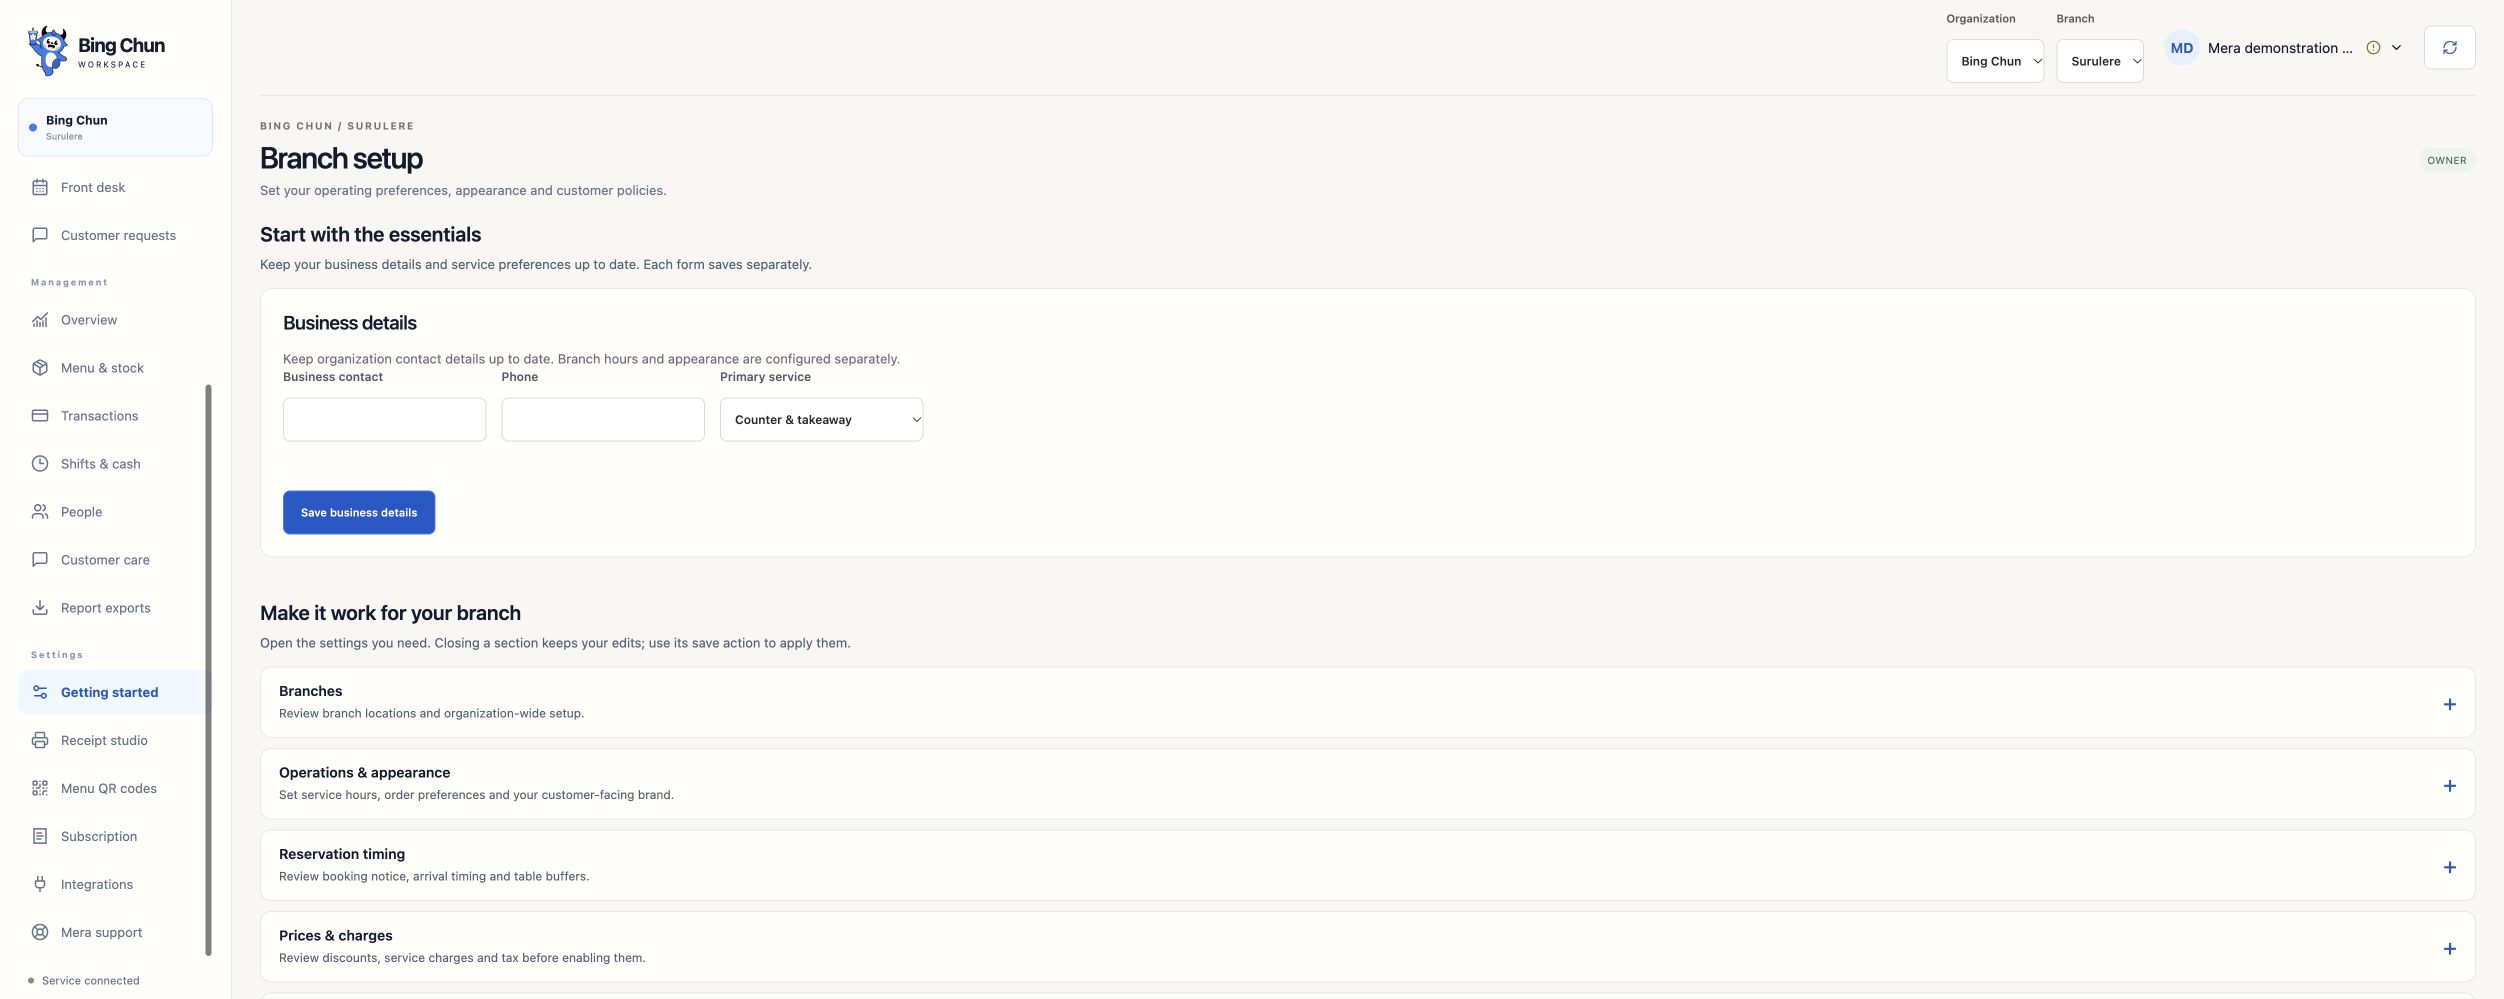 Bing Chun
WORKSPACE
Bing Chun
Surulere
Front desk
Customer requests
Management
Overview
Menu & stock
Transactions
Shifts & cash
People
Customer care
Report exports
Settings
Getting started
Receipt studio
Menu QR codes
Subscription
Integrations
Mera support
Service connected
Organization
Branch
Bing Chun
Surulere
MD
Mera demonstration ...
BING CHUN / SURULERE
Branch setup
OWNER
Set your operating preferences, appearance and customer policies.
Start with the essentials
Keep your business details and service preferences up to date. Each form saves separately.
Business details
Keep organization contact details up to date. Branch hours and appearance are configured separately.
Business contact
Phone
Primary service
Counter & takeaway
Save business details
Make it work for your branch
Open the settings you need. Closing a section keeps your edits; use its save action to apply them.
Branches
Review branch locations and organization-wide setup.
Operations & appearance
Set service hours, order preferences and your customer-facing brand.
Reservation timing
Review booking notice, arrival timing and table buffers.
Prices & charges
Review discounts, service charges and tax before enabling them.